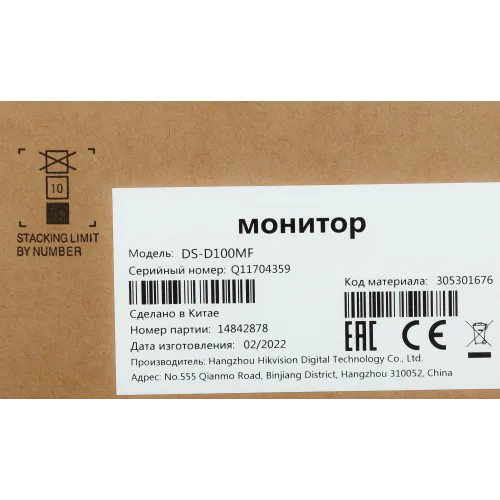 10
STACKING LIMIT
BY NUMBER
монитор
Модель: DS-D100MF
Серийный номер: Q11704359
Код материала: 305301676
Сделано в Китае
Номер партии: 14842878
Дата изготовления: 02/2022
EAC CE
Производитель: Hangzhou Hikvision Digital Technology Co., Ltd.
Адрес: No.555 Qianmo Road, Binjiang District, Hangzhou 310052, China